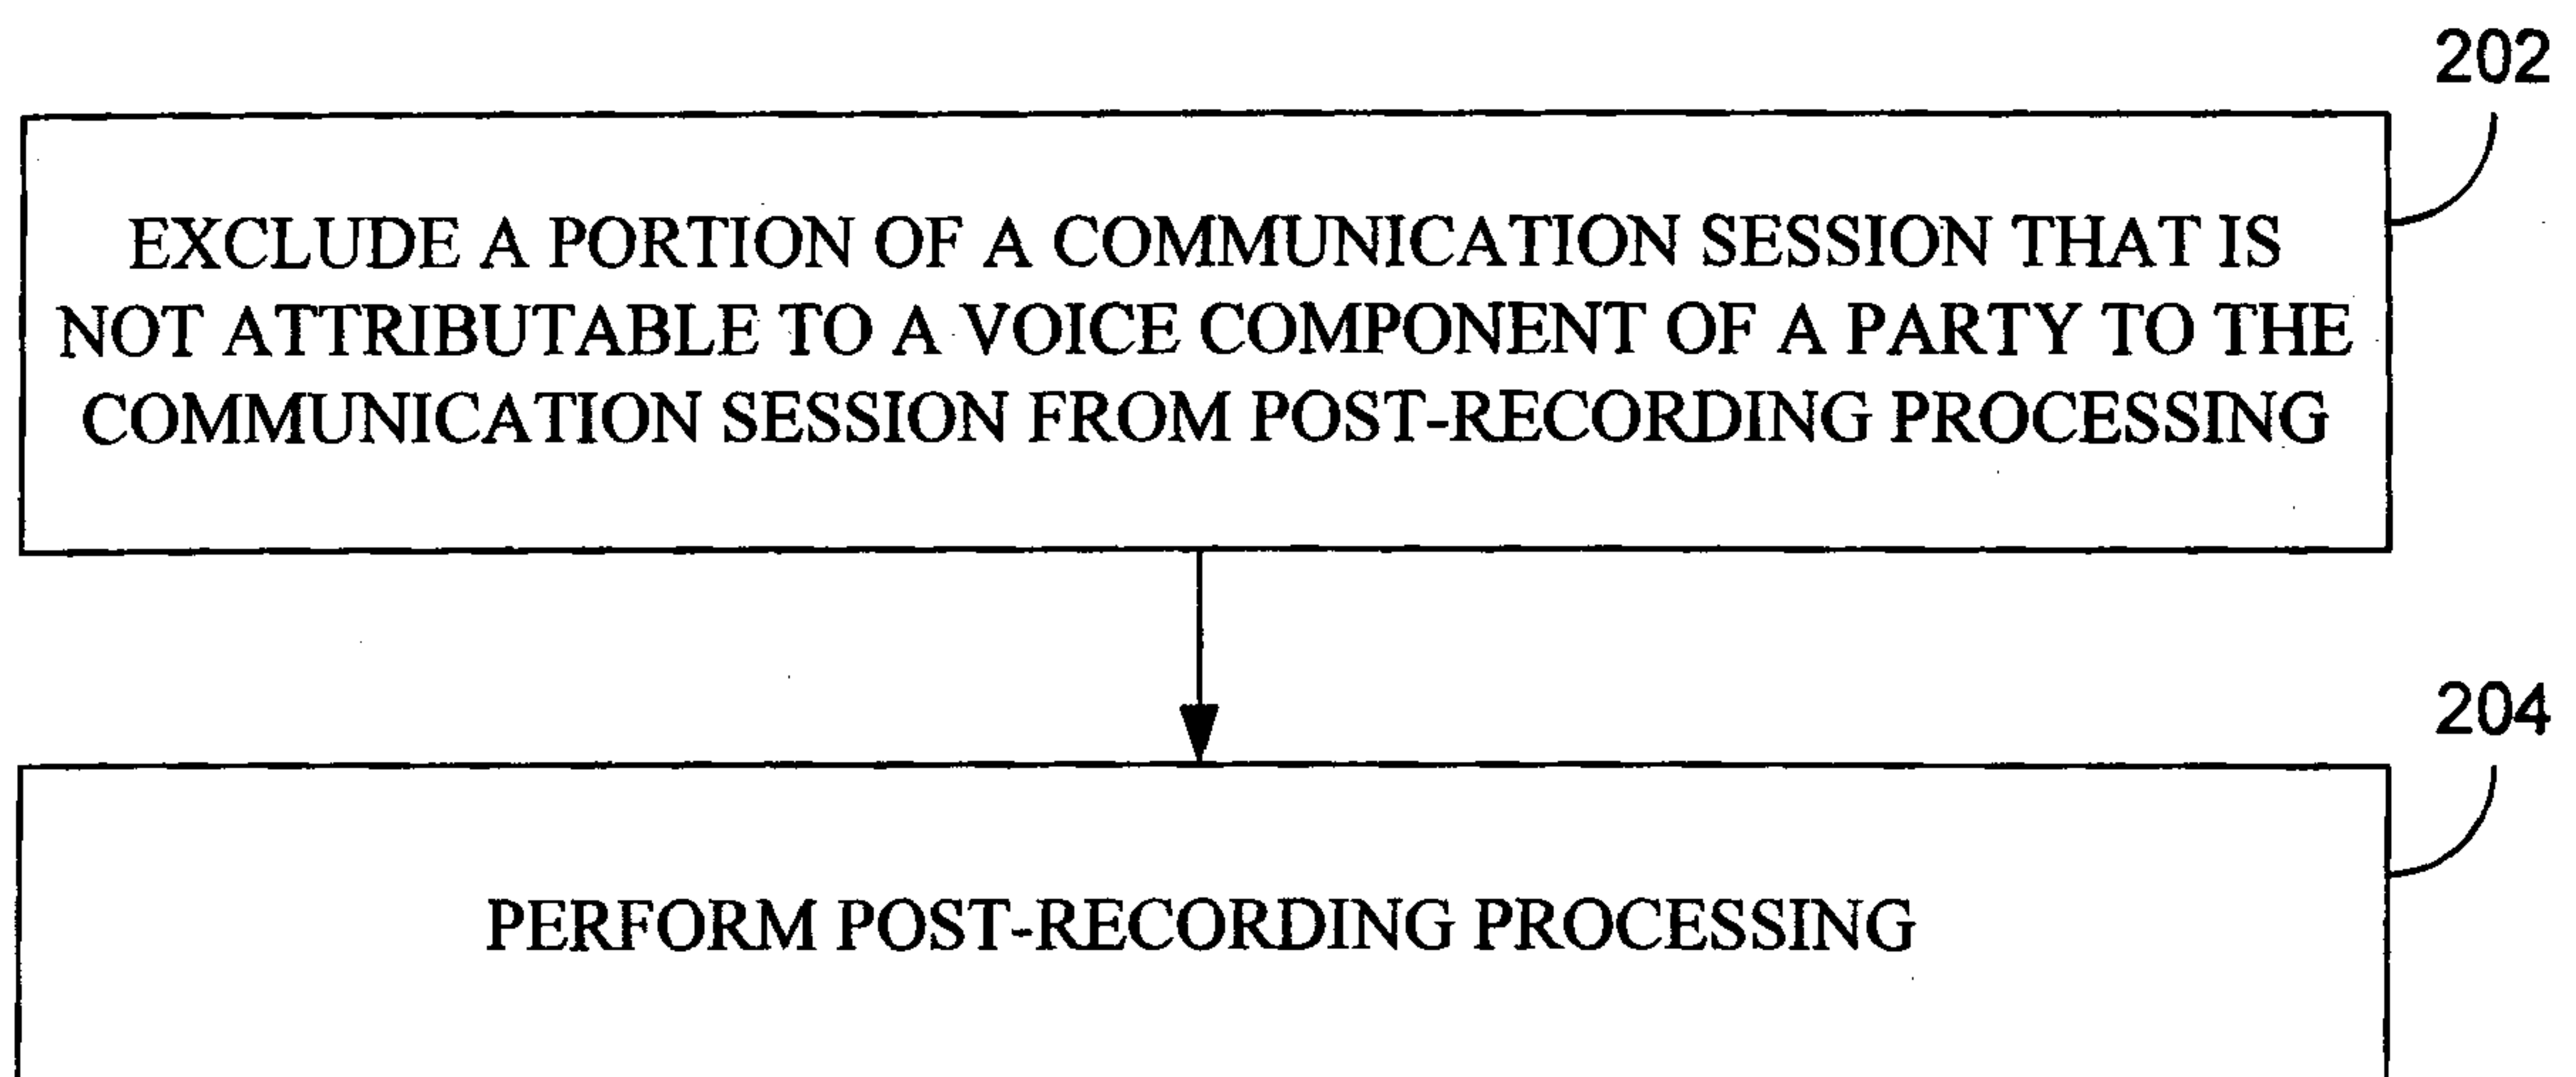 202
EXCLUDE A PORTION OF A COMMUNICATION SESSION THAT IS
NOT ATTRIBUTABLE TO A VOICE COMPONENT OF A PARTY TO THE
COMMUNICATION SESSION FROM POST-RECORDING PROCESSING
204
PERFORM POST-RECORDING PROCESSING